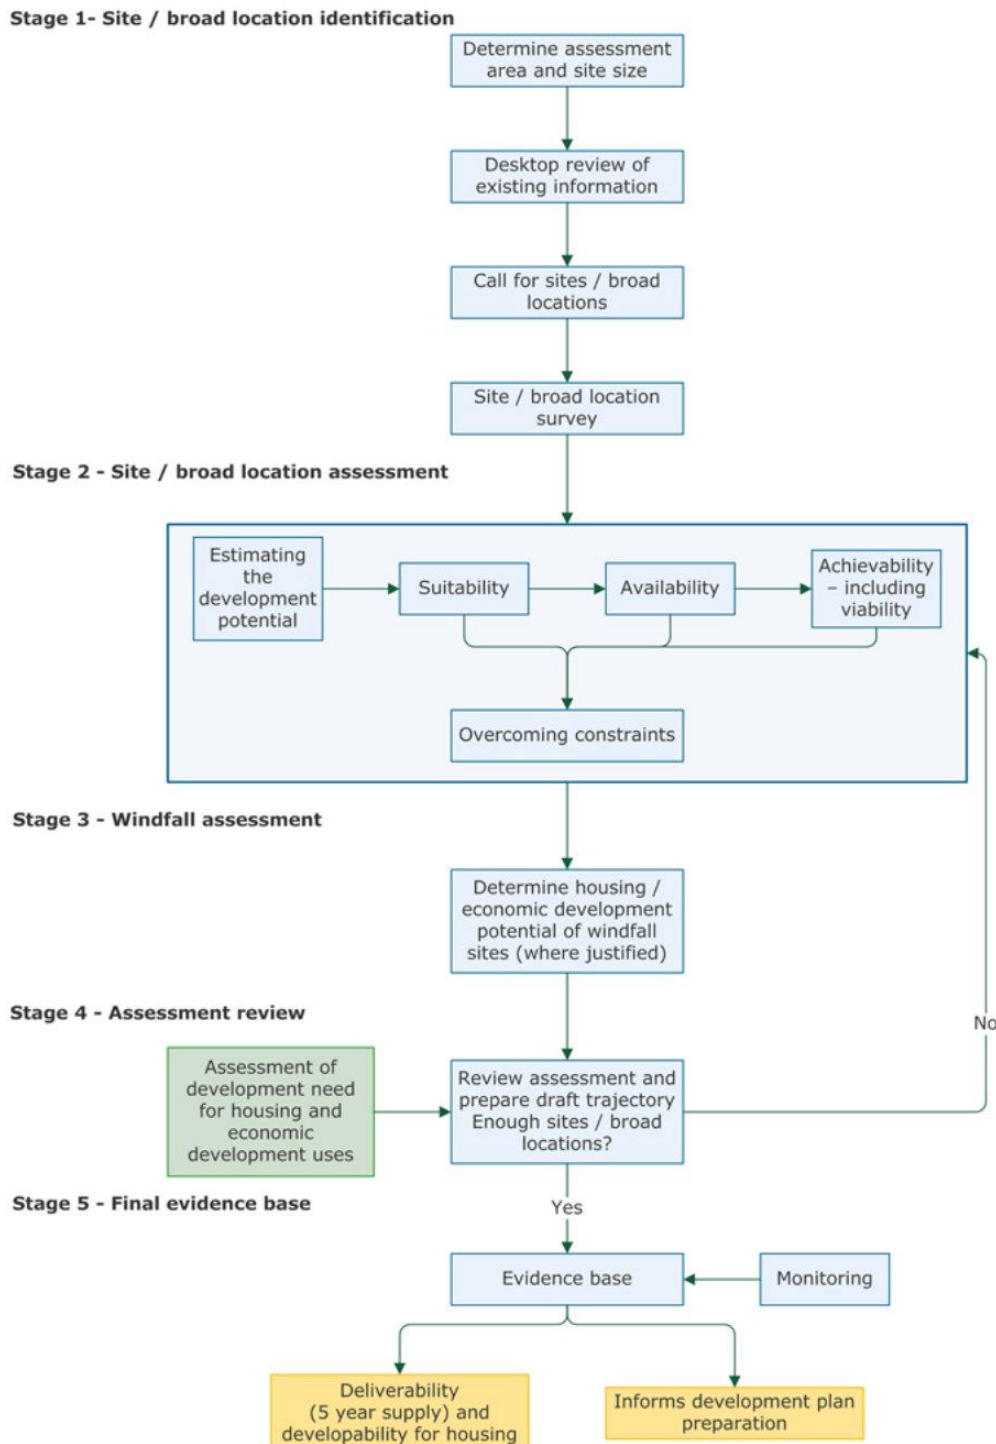 Stage 1- Site / broad location identification
Determine assessment
area and site size
Desktop review of
existing information
Call for sites / broad
locations
Site / broad location
survey
Stage 2 - Site / broad location assessment
Estimating
the
development
potential
Suitability
Availability
Achievability
– including
viability
Overcoming constraints
Stage 3 - Windfall assessment
Determine housing /
economic development
potential of windfall
sites (where justified)
Stage 4 - Assessment review
No
Assessment of
development need
for housing and
economic
development uses
Review assessment and
prepare draft trajectory
Enough sites / broad
locations?
Stage 5 - Final evidence base
Yes
Evidence base
Monitoring
Deliverability
(5 year supply) and
developability for housing
Informs development plan
preparation